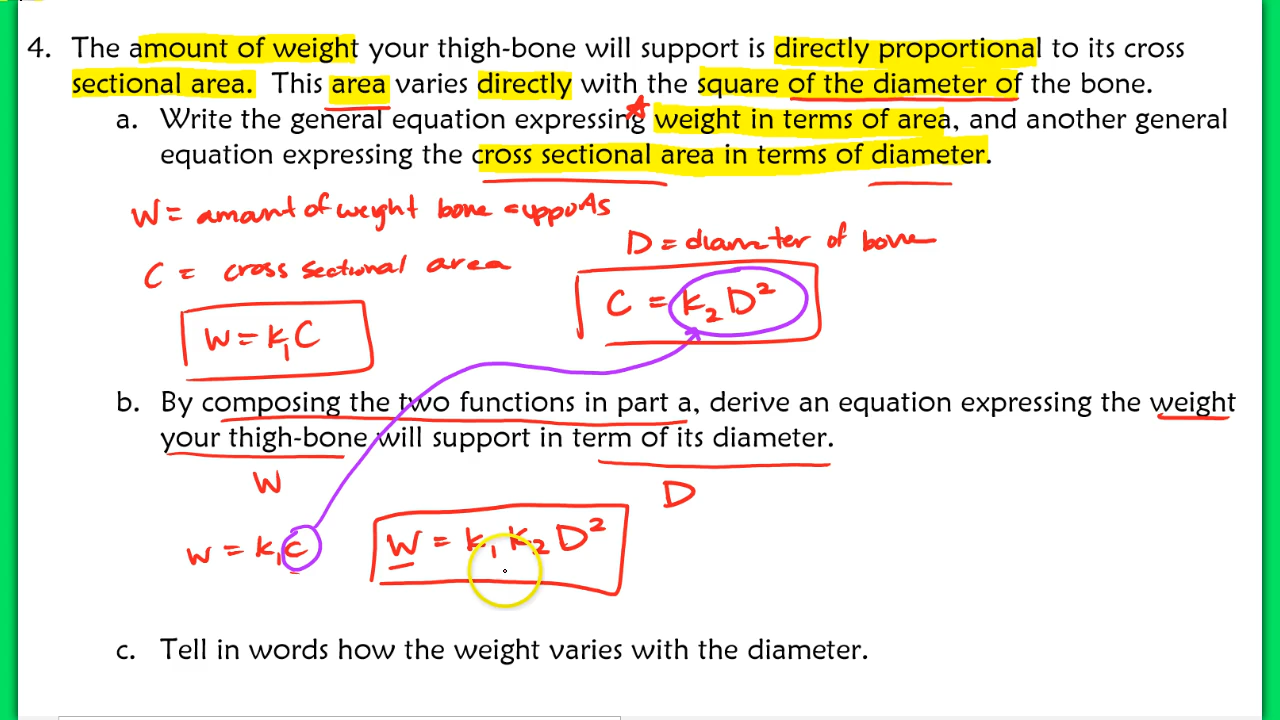 4. The amount of weight your thigh-bone will support is directly proportional to its cross
sectional area. This area varies directly with the square of the diameter of the bone.
a. Write the general equation expressing weight in terms of area, and another general
equation expressing the cross sectional area in terms of diameter.
W = amount of weight bone supports
D = diameter of bone
C = cross sectional area
C = k₂D²
W = k₁C
b. By composing the two functions in part a, derive an equation expressing the weight
your thigh-bone will support in term of its diameter.
W
D
W = k₁C
W = k₁k₂D²
c. Tell in words how the weight varies with the diameter.